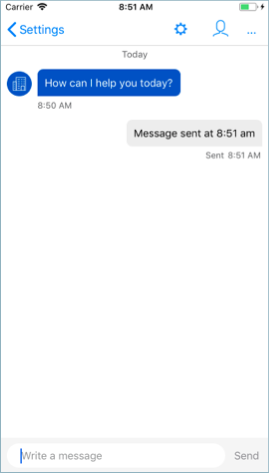 Carrier 8:51 AM
Settings ...
Today
How can I help you today?
8:50 AM
Message sent at 8:51 am
Sent 8:51 AM
Write a message Send